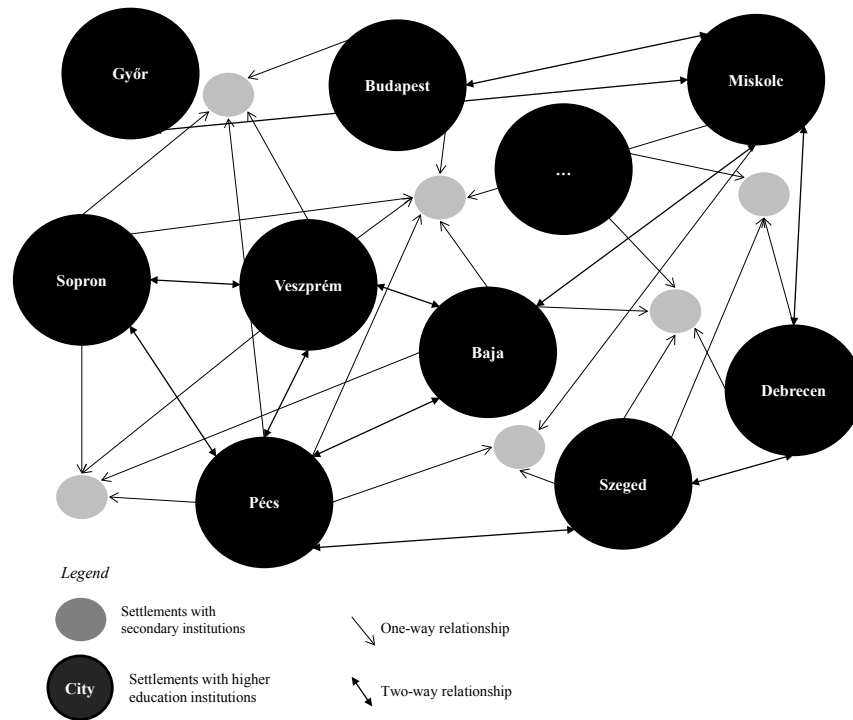 Győr
Budapest
Miskolc
...
Sopron
Veszprém
Baja
Debrecen
Pécs
Szeged
Legend
Settlements with
secondary institutions
One-way relationship
City
Settlements with higher
education institutions
Two-way relationship